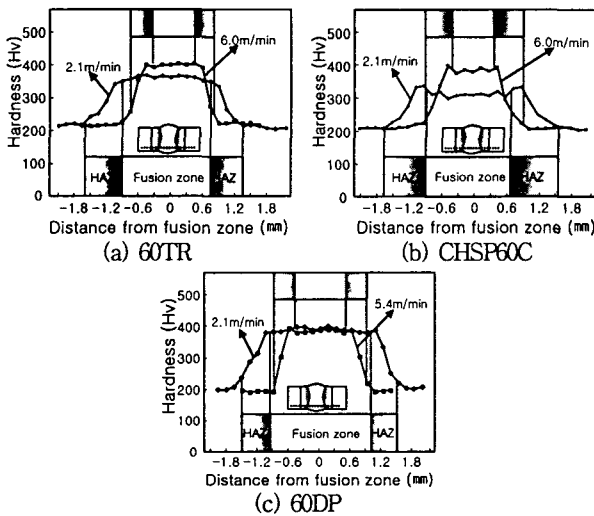 500
400
300
200
100
0
Hardness (Hv)
2.1m/min
6.0m/min
HAZ
Fusion zone
HAZ
-1.8 -1.2 -0.6 0 0.6 1.2 1.8
Distance from fusion zone (mm)
(a) 60TR
500
400
300
200
100
0
Hardness (Hv)
2.1m/min
6.0m/min
HAZ
Fusion zone
HAZ
-1.8 -1.2 -0.6 0 0.6 1.2 1.8
Distance from fusion zone (mm)
(b) CHSP60C
500
400
300
200
100
0
Hardness (Hv)
2.1m/min
5.4m/min
HAZ
Fusion zone
HAZ
-1.8 -1.2 -0.6 0 0.6 1.2 1.8
Distance from fusion zone (mm)
(c) 60DP